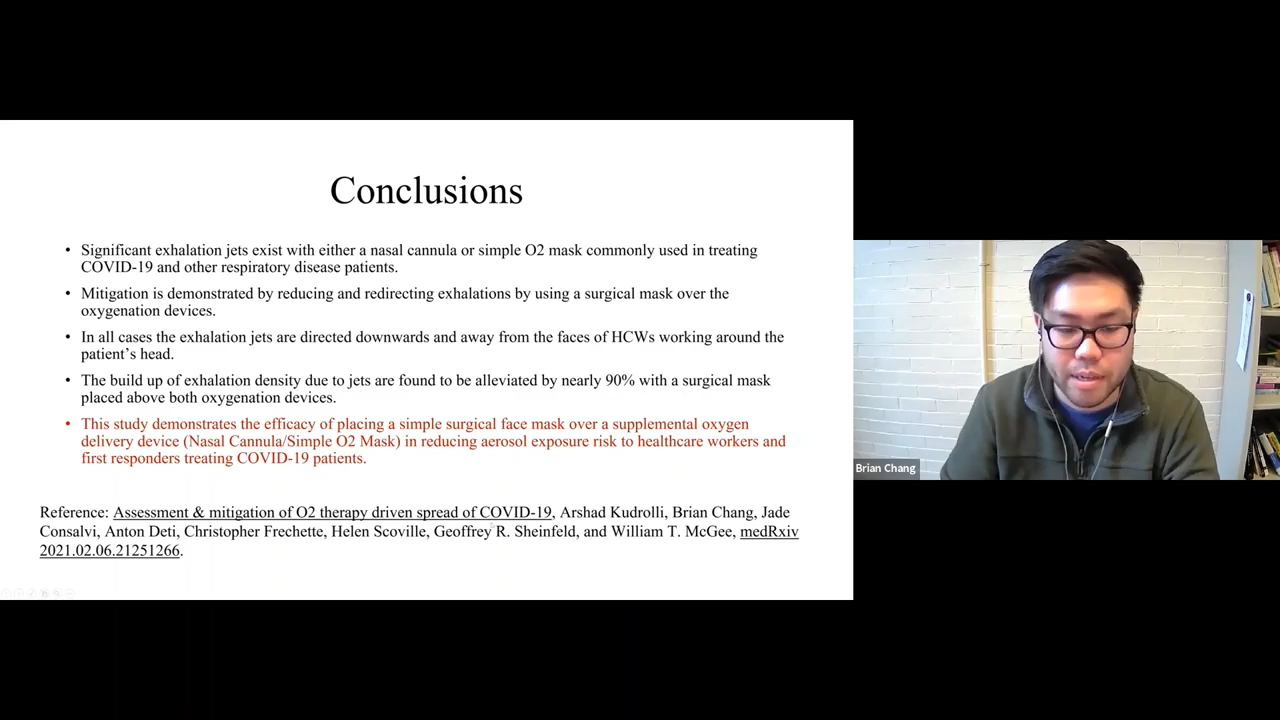 Conclusions
• Significant exhalation jets exist with either a nasal cannula or simple O2 mask commonly used in treating
COVID-19 and other respiratory disease patients.
• Mitigation is demonstrated by reducing and redirecting exhalations by using a surgical mask over the
oxygenation devices.
• In all cases the exhalation jets are directed downwards and away from the faces of HCWs working around the
patient’s head.
• The build up of exhalation density due to jets are found to be alleviated by nearly 90% with a surgical mask
placed above both oxygenation devices.
• This study demonstrates the efficacy of placing a simple surgical face mask over a supplemental oxygen
delivery device (Nasal Cannula/Simple O2 Mask) in reducing aerosol exposure risk to healthcare workers and
first responders treating COVID-19 patients.
Reference: Assessment & mitigation of O2 therapy driven spread of COVID-19, Arshad Kudrolli, Brian Chang, Jade
Consalvi, Anton Deti, Christopher Frechette, Helen Scoville, Geoffrey R. Sheinfeld, and William T. McGee, medRxiv
2021.02.06.21251266.
Brian Chang